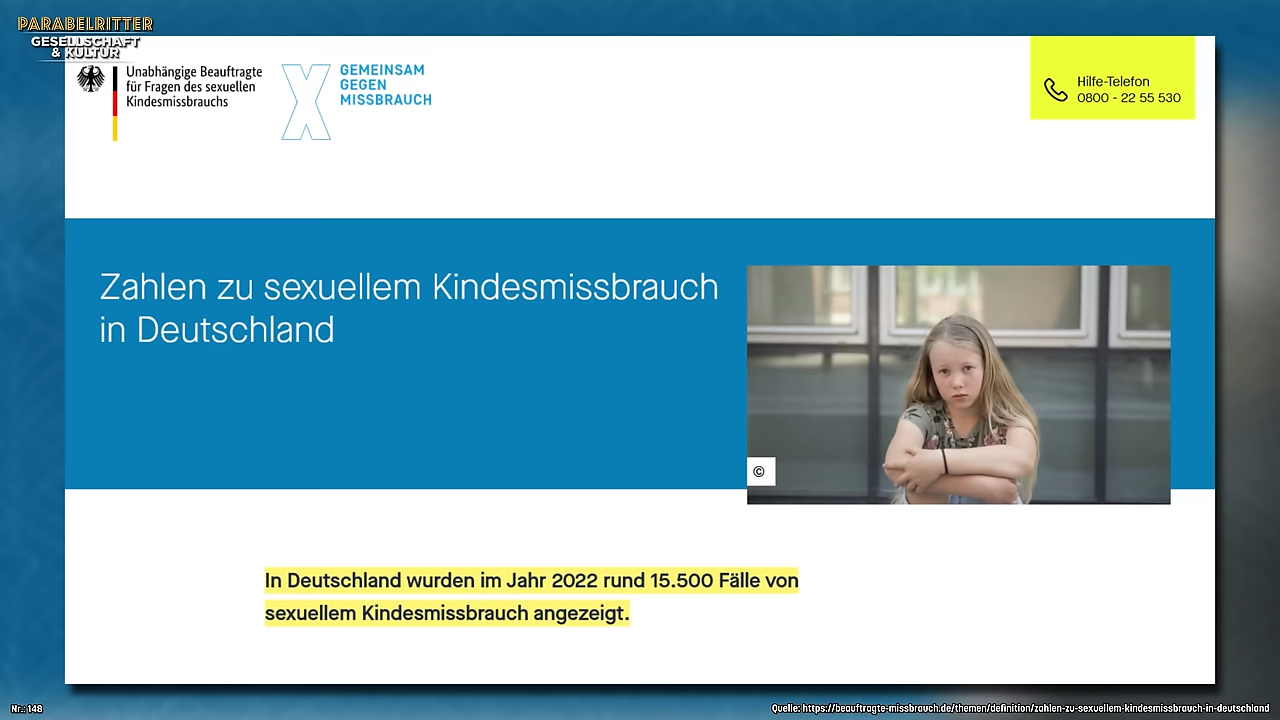 PARABELRITTER
GESELLSCHAFT
& KULTUR
Unabhängige Beauftragte
für Fragen des sexuellen
Kindesmissbrauchs
GEMEINSAM
GEGEN
MISSBRAUCH
Hilfe-Telefon
0800 - 22 55 530
Zahlen zu sexuellem Kindesmissbrauch
in Deutschland
©
In Deutschland wurden im Jahr 2022 rund 15.500 Fälle von
sexuellem Kindesmissbrauch angezeigt.
Nr.: 148
Quelle: https://beauftragte-missbrauch.de/themen/definition/zahlen-zu-sexuellem-kindesmissbrauch-in-deutschland